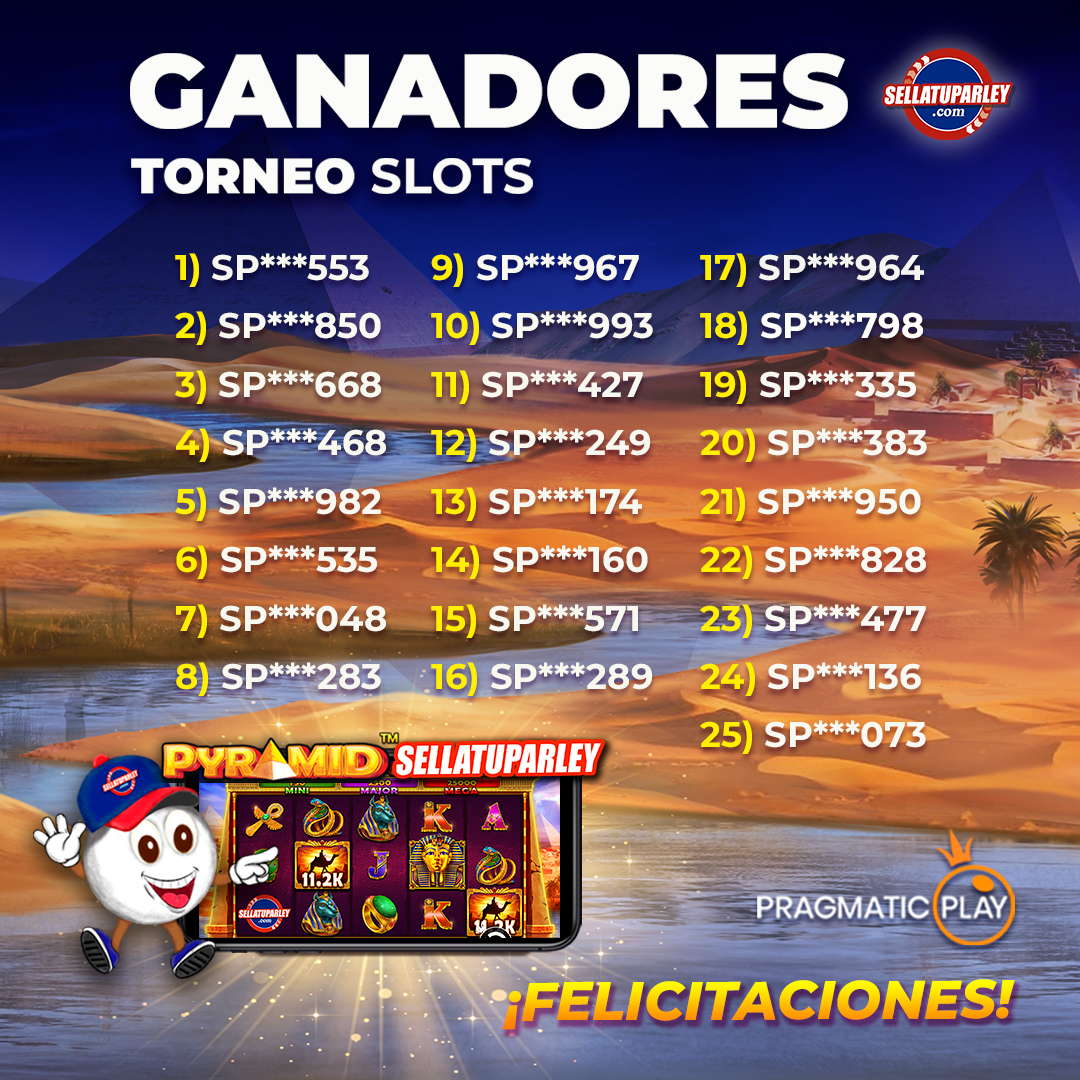 GANADORES
SELLATUPARLEY
.com
TORNEO SLOTS
1) SP***553
2) SP***850
3) SP***668
4) SP***468
5) SP***982
6) SP***535
7) SP***048
8) SP***283
9) SP***967
10) SP***993
11) SP***427
12) SP***249
13) SP***174
14) SP***160
15) SP***571
16) SP***289
17) SP***964
18) SP***798
19) SP***335
20) SP***383
21) SP***950
22) SP***828
23) SP***477
24) SP***136
25) SP***073
PYRAMID™ SELLATUPARLEY
SELLATUPARLEY
25000
MINI MAJOR MEGA
K A
11.2K J
SELLATUPARLEY
.com
K
PRAGMATIC PLAY
¡FELICITACIONES!